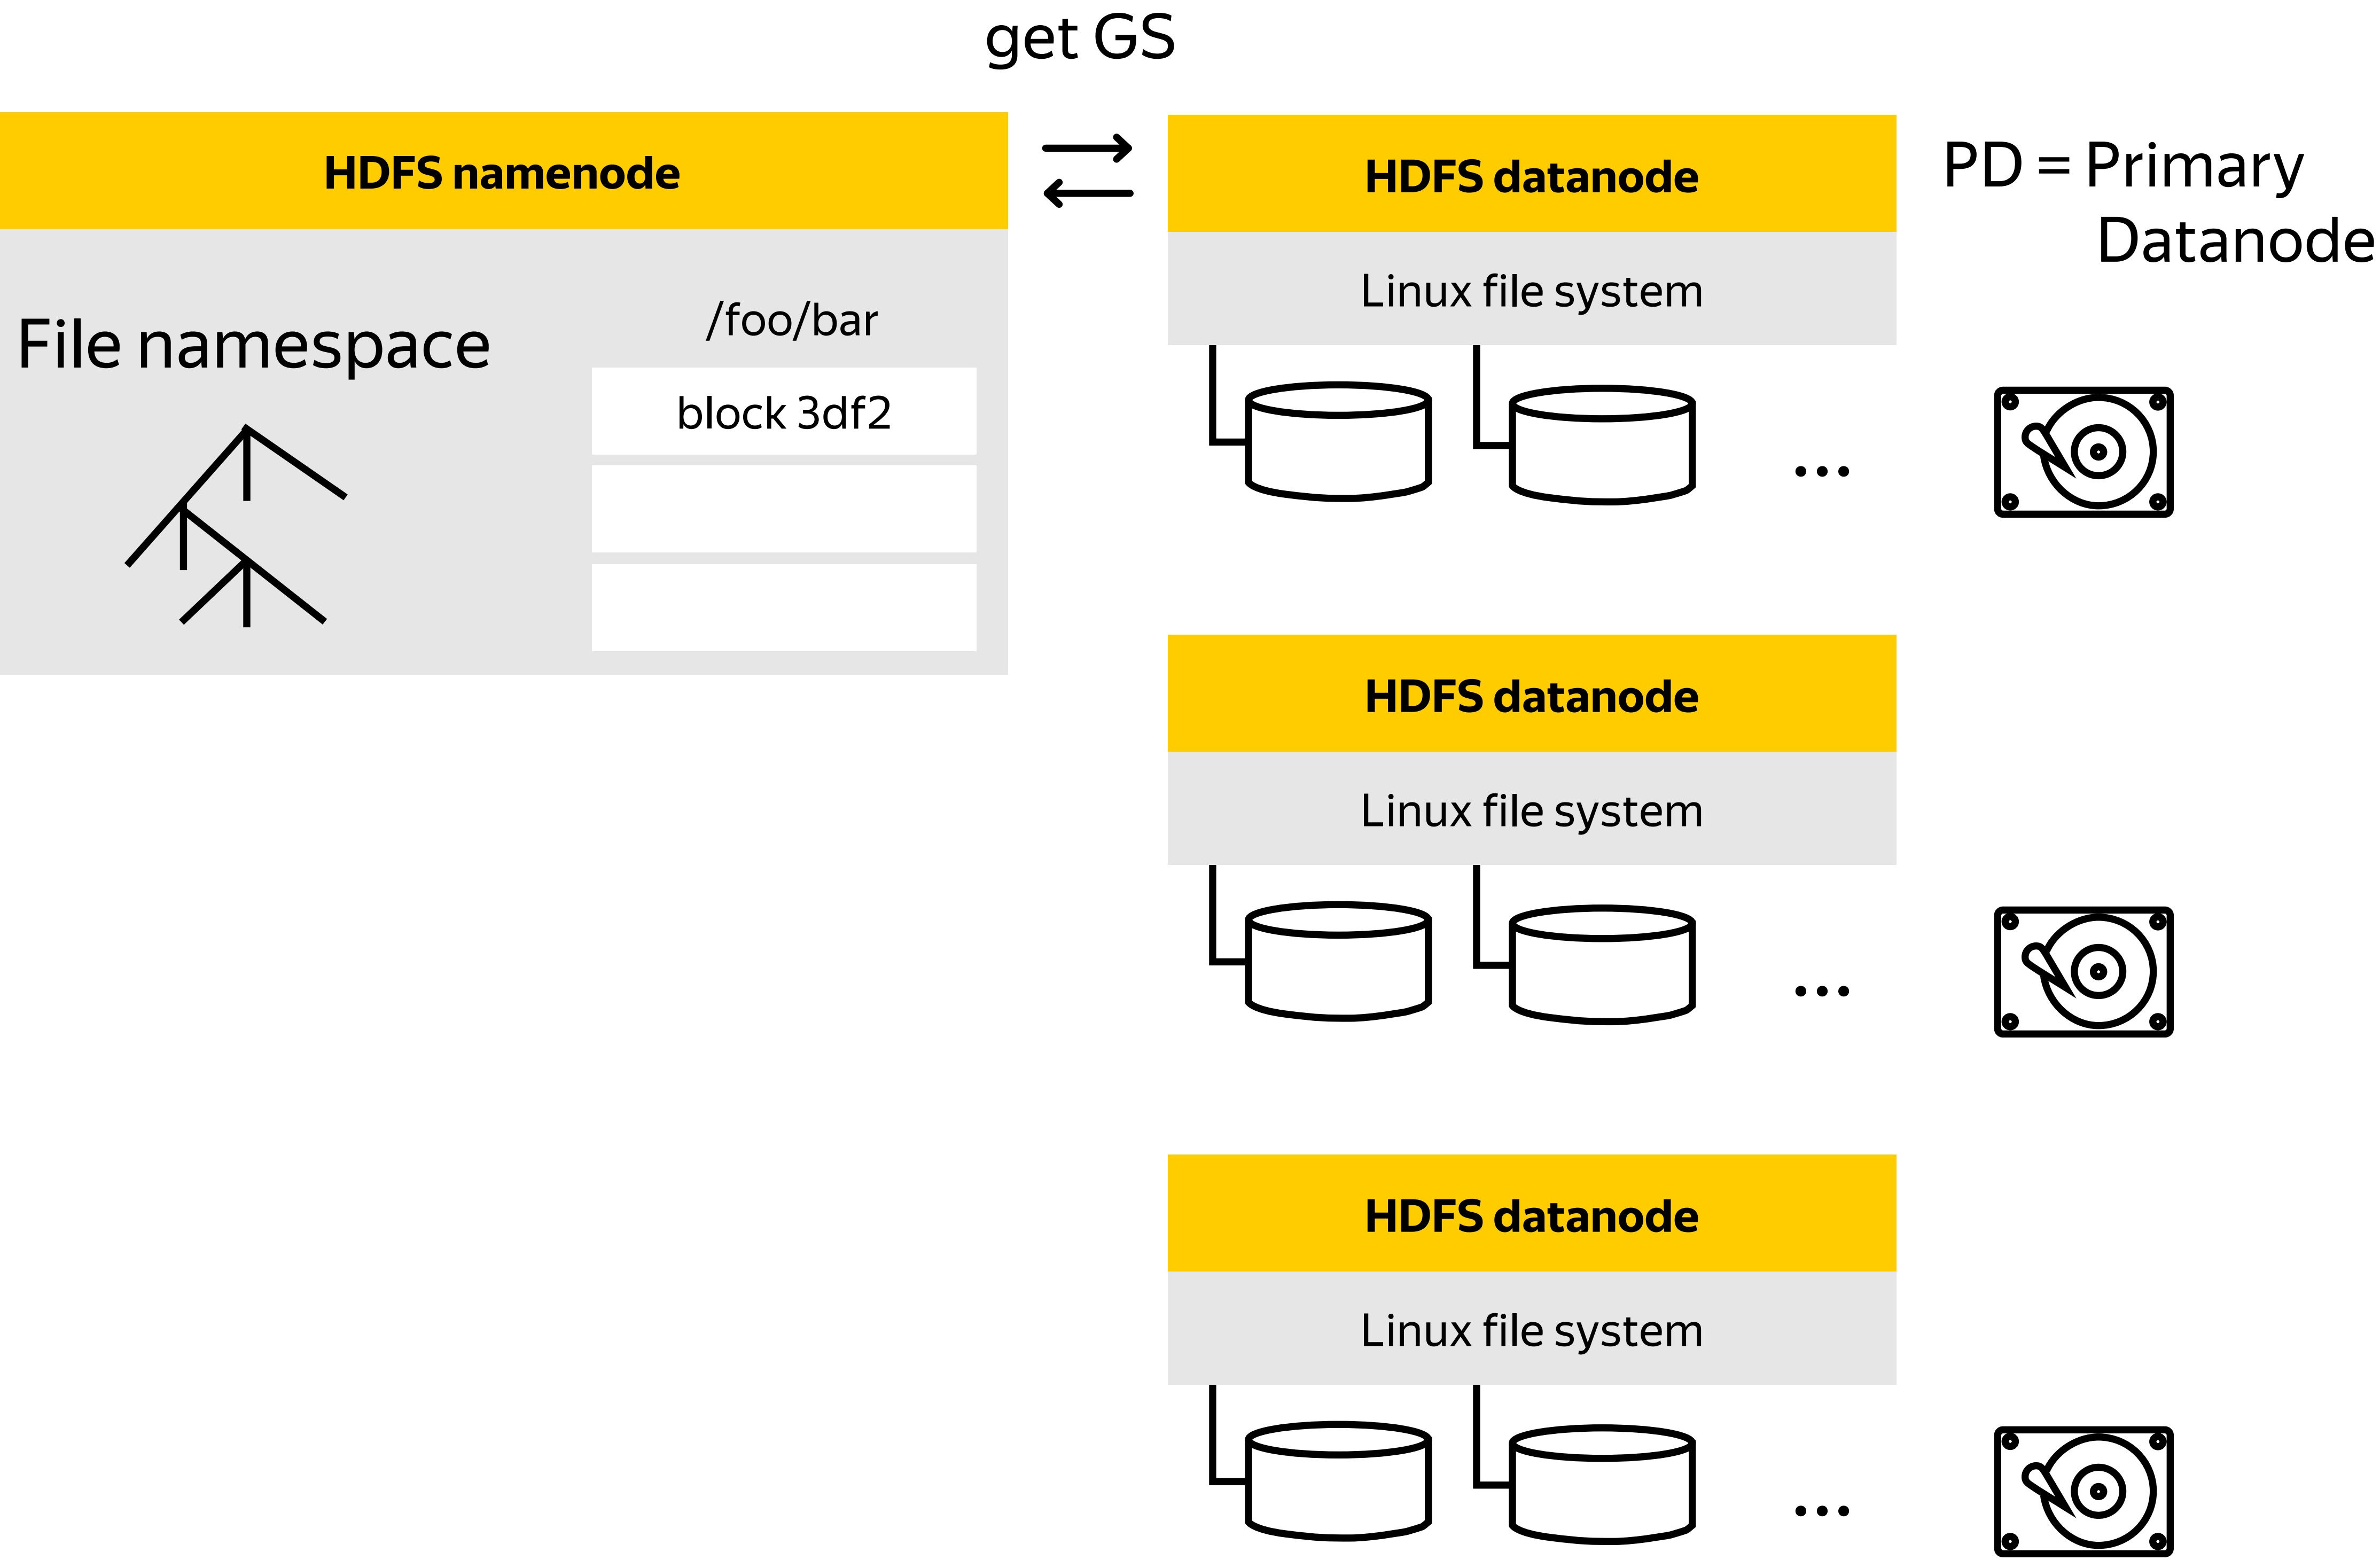 get GS
HDFS namenode
File namespace
/foo/bar
block 3df2
HDFS datanode
Linux file system
...
PD = Primary
Datanode
HDFS datanode
Linux file system
...
HDFS datanode
Linux file system
...